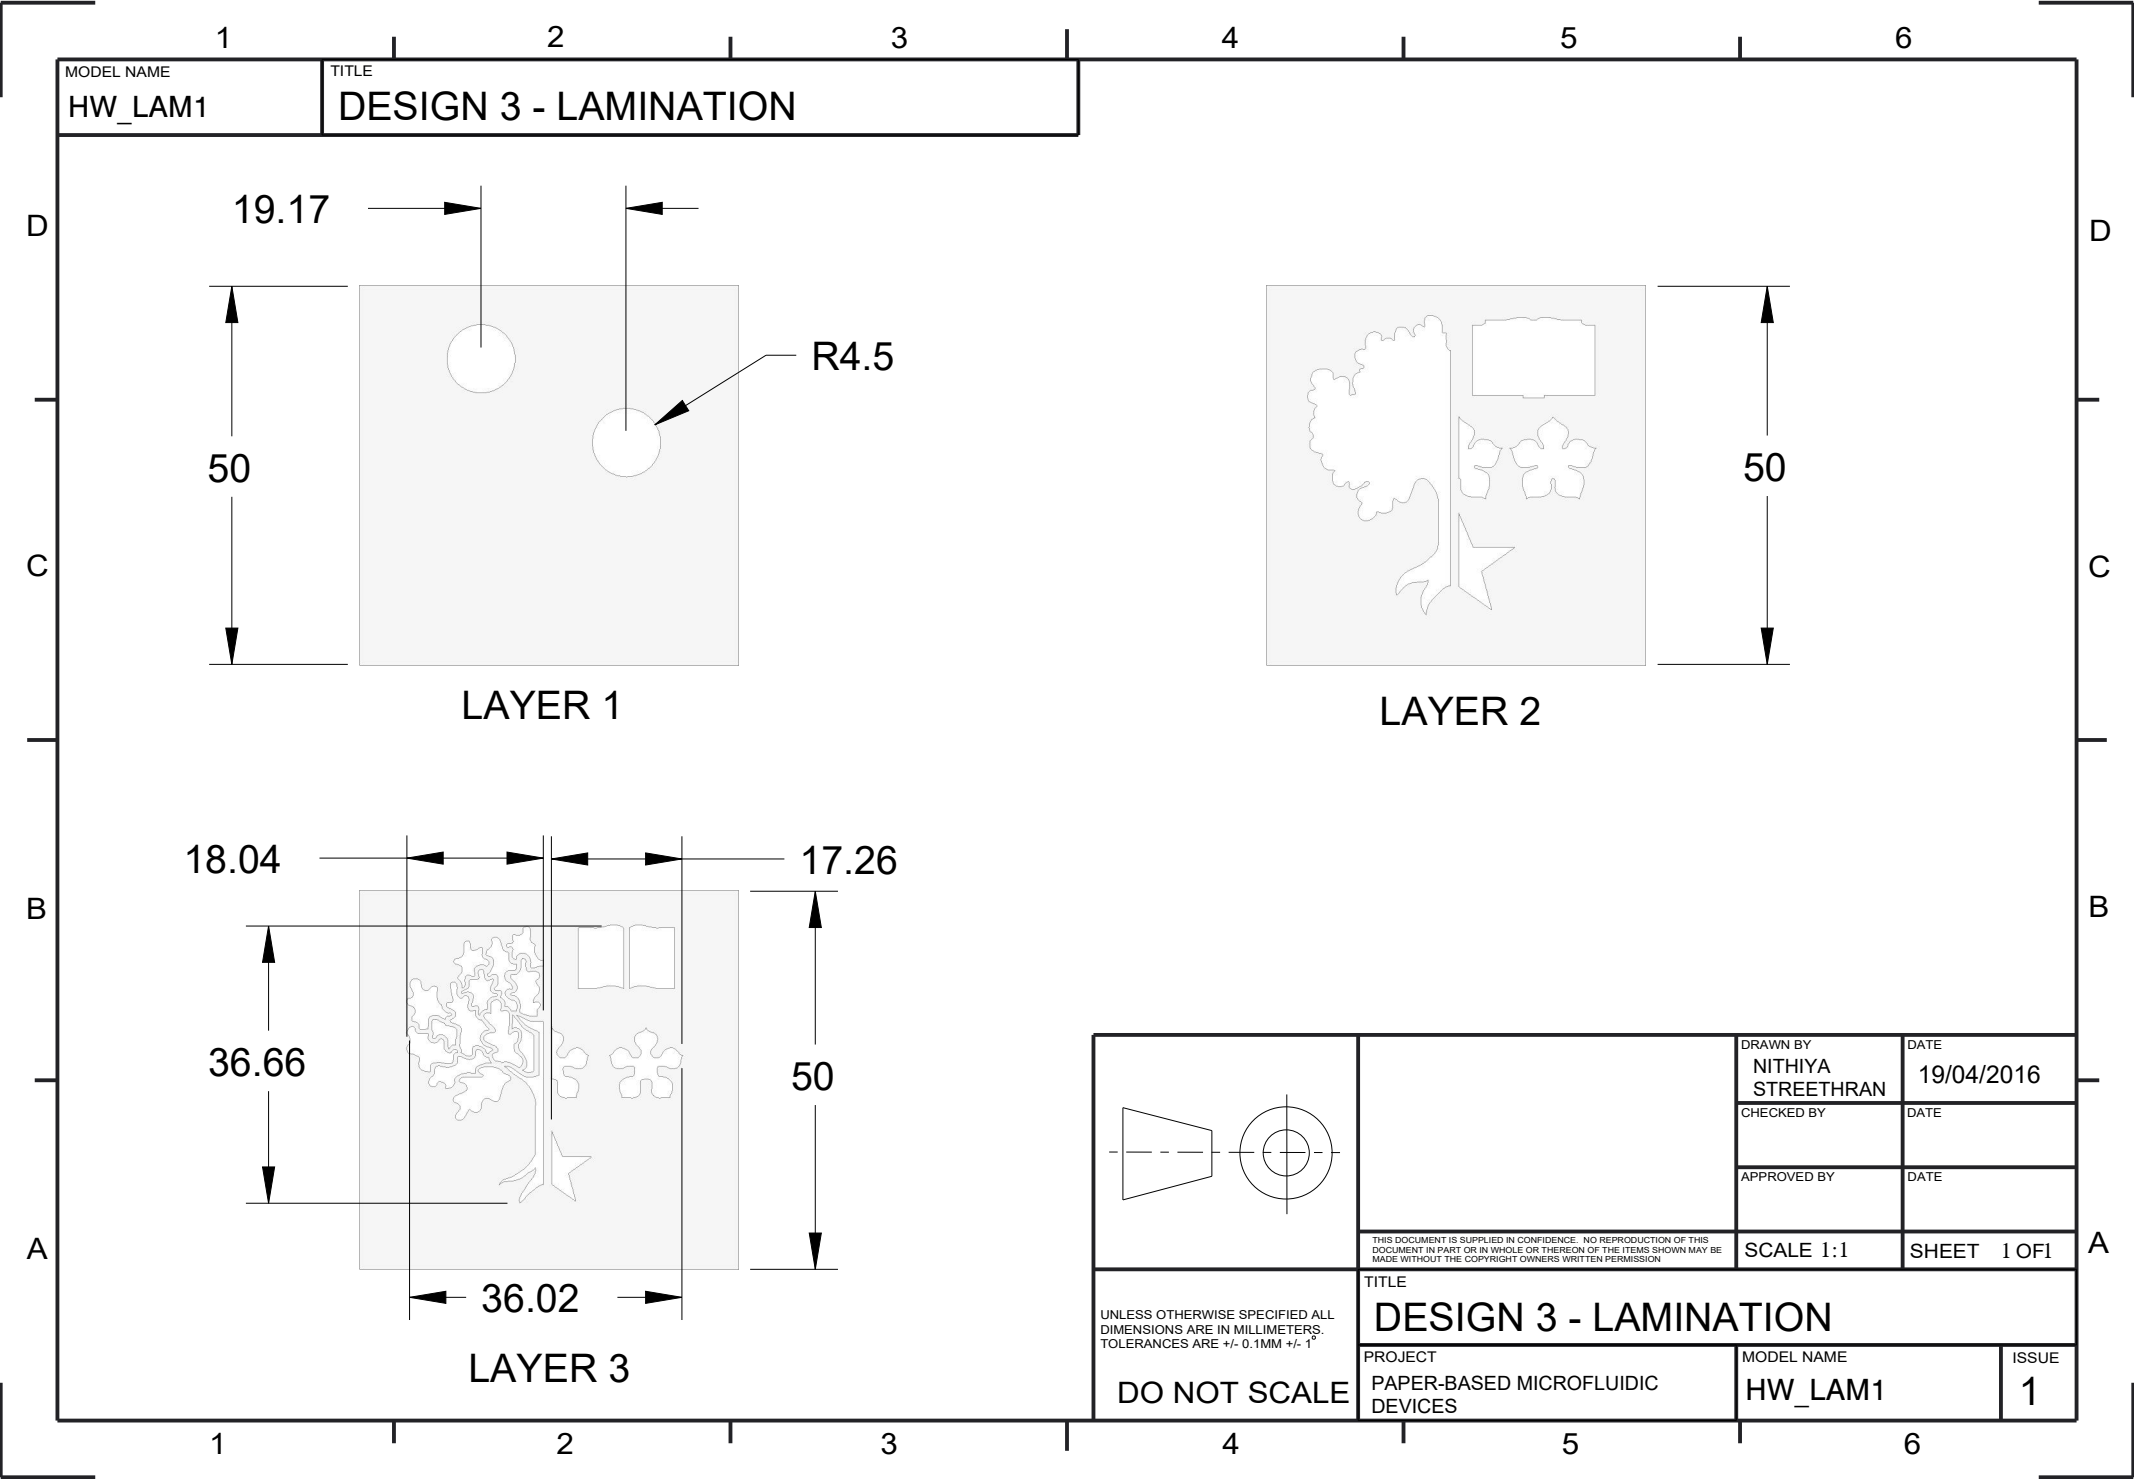 1 2 3 4 5 6
MODEL NAME
HW_LAM1
TITLE
DESIGN 3 - LAMINATION
D
D
19.17
R4.5
50
50
C
C
LAYER 1
LAYER 2
18.04
17.26
B
B
36.66
50
36.02
LAYER 3
A
A
DRAWN BY
NITHIYA
STREETHRAN
DATE
19/04/2016
CHECKED BY
DATE
APPROVED BY
DATE
THIS DOCUMENT IS SUPPLIED IN CONFIDENCE. NO REPRODUCTION OF THIS
DOCUMENT IN PART OR IN WHOLE OR THEREON OF THE ITEMS SHOWN MAY BE
MADE WITHOUT THE COPYRIGHT OWNERS WRITTEN PERMISSION
SCALE 1:1
SHEET 1 OF1
UNLESS OTHERWISE SPECIFIED ALL
DIMENSIONS ARE IN MILLIMETERS.
TOLERANCES ARE +/- 0.1MM +/- 1°
DO NOT SCALE
TITLE
DESIGN 3 - LAMINATION
PROJECT
PAPER-BASED MICROFLUIDIC
DEVICES
MODEL NAME
HW_LAM1
ISSUE
1
1 2 3 4 5 6